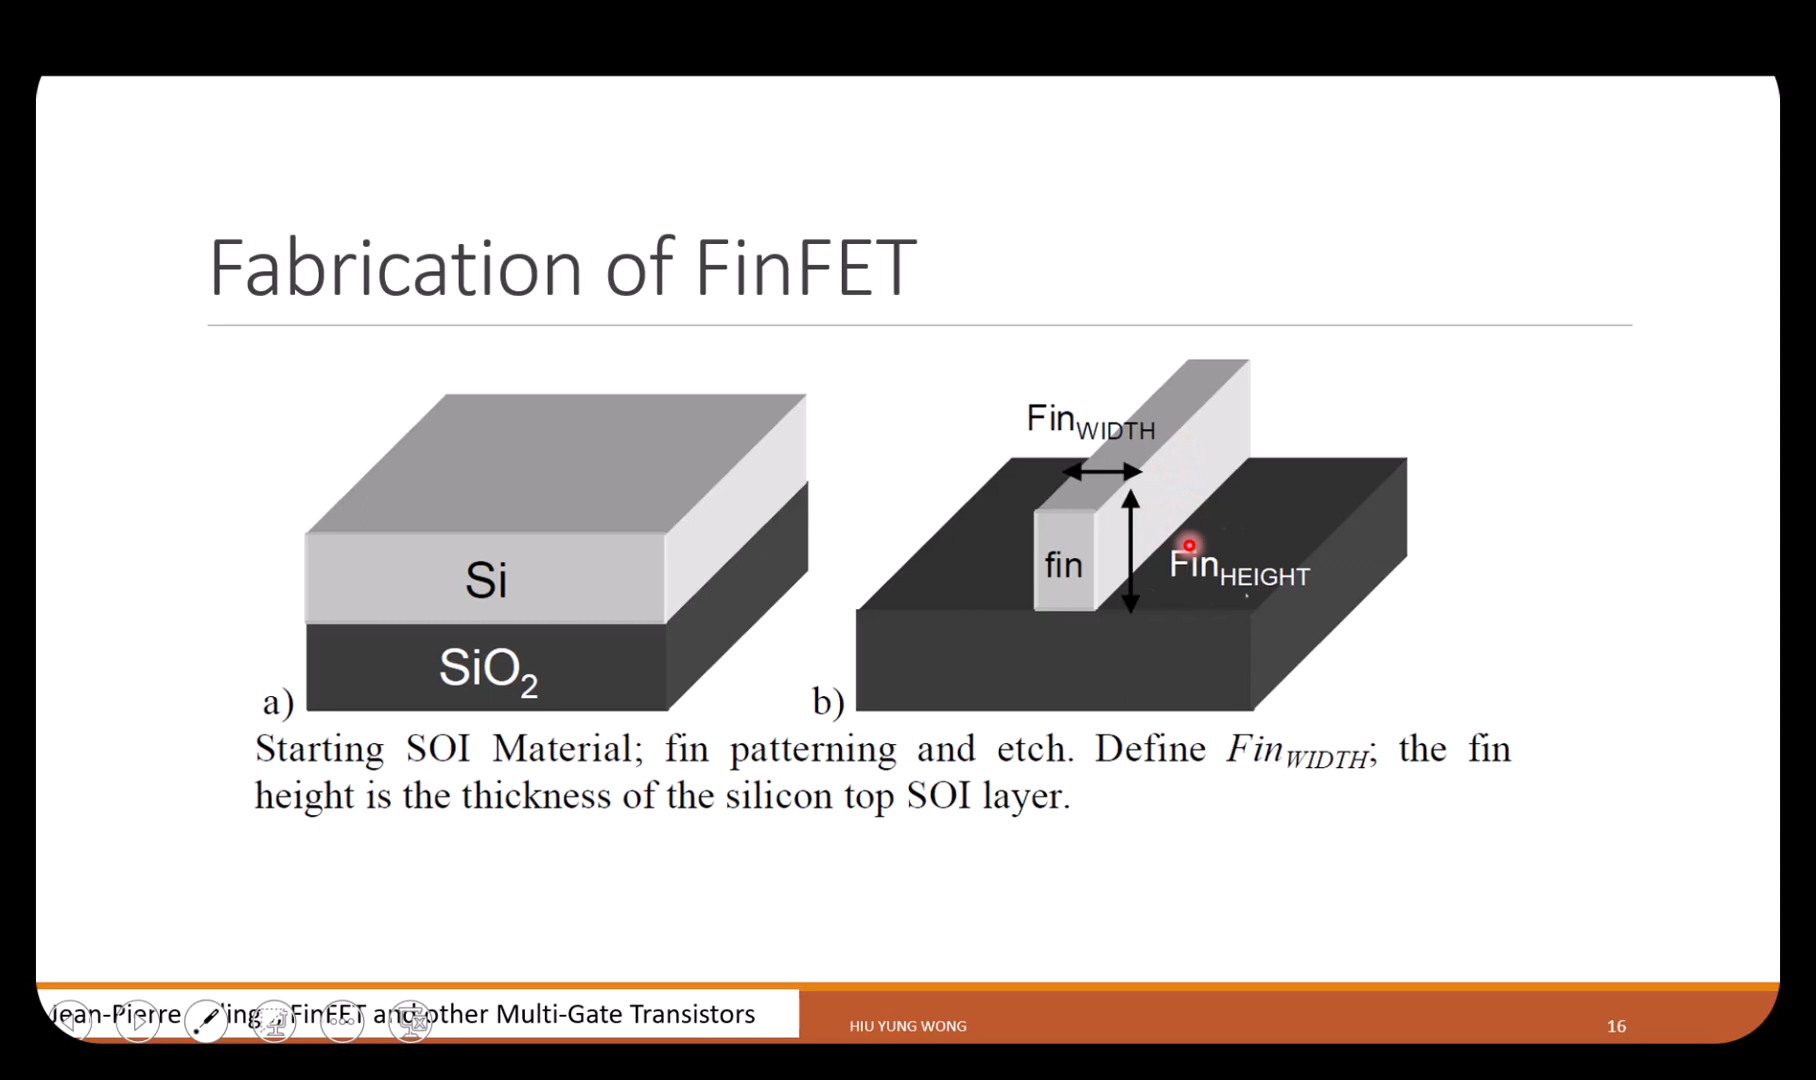 Fabrication of FinFET
Si
SiO2
a)
FinWIDTH
fin
FinHEIGHT
b)
Starting SOI Material; fin patterning and etch. Define FinWIDTH; the fin
height is the thickness of the silicon top SOI layer.
Jean-Pierre FinFET and other Multi-Gate Transistors
HIU YUNG WONG
16